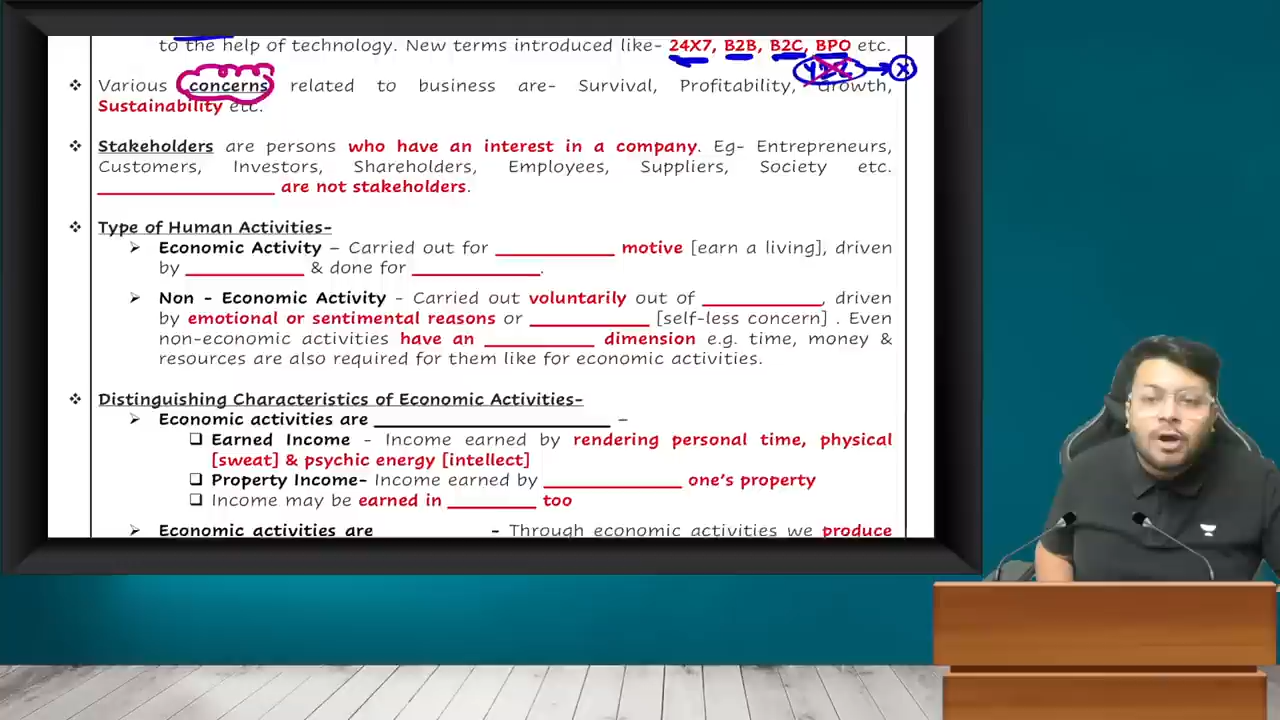 to the help of technology. New terms introduced like- 24X7, B2B, B2C, BPO etc.
X
❖ Various concerns related to business are- Survival, Profitability, Growth,
Sustainability etc.
❖ Stakeholders are persons who have an interest in a company. Eg- Entrepreneurs,
Customers, Investors, Shareholders, Employees, Suppliers, Society etc.
_______________ are not stakeholders.
❖ Type of Human Activities-
➢ Economic Activity – Carried out for __________ motive [earn a living], driven
by __________ & done for ___________.
➢ Non - Economic Activity - Carried out voluntarily out of __________, driven
by emotional or sentimental reasons or __________ [self-less concern] . Even
non-economic activities have an _________ dimension e.g. time, money &
resources are also required for them like for economic activities.
❖ Distinguishing Characteristics of Economic Activities-
➢ Economic activities are ____________________ –
❑ Earned Income - Income earned by rendering personal time, physical
[sweat] & psychic energy [intellect]
❑ Property Income- Income earned by ____________ one's property
❑ Income may be earned in ________ too
➢ Economic activities are - Through economic activities we produce